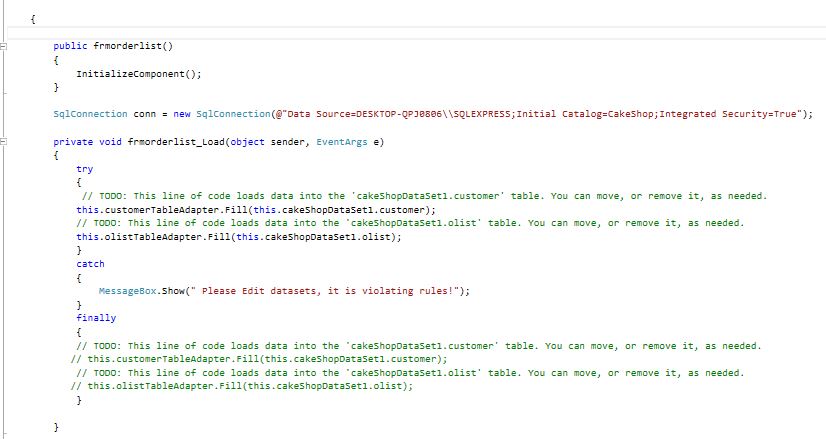 {
public frmorderlist()
{
InitializeComponent();
}
SqlConnection conn = new SqlConnection(@"Data Source=DESKTOP-QPJ0806\\SQLEXPRESS;Initial Catalog=CakeShop;Integrated Security=True");
private void frmorderlist_Load(object sender, EventArgs e)
{
try
{
// TODO: This line of code loads data into the 'cakeShopDataSet1.customer' table. You can move, or remove it, as needed.
this.customerTableAdapter.Fill(this.cakeShopDataSet1.customer);
// TODO: This line of code loads data into the 'cakeShopDataSet1.olist' table. You can move, or remove it, as needed.
this.olistTableAdapter.Fill(this.cakeShopDataSet1.olist);
}
catch
{
MessageBox.Show(" Please Edit datasets, it is violating rules!");
}
finally
{
// TODO: This line of code loads data into the 'cakeShopDataSet1.customer' table. You can move, or remove it, as needed.
// this.customerTableAdapter.Fill(this.cakeShopDataSet1.customer);
// TODO: This line of code loads data into the 'cakeShopDataSet1.olist' table. You can move, or remove it, as needed.
// this.olistTableAdapter.Fill(this.cakeShopDataSet1.olist);
}
}